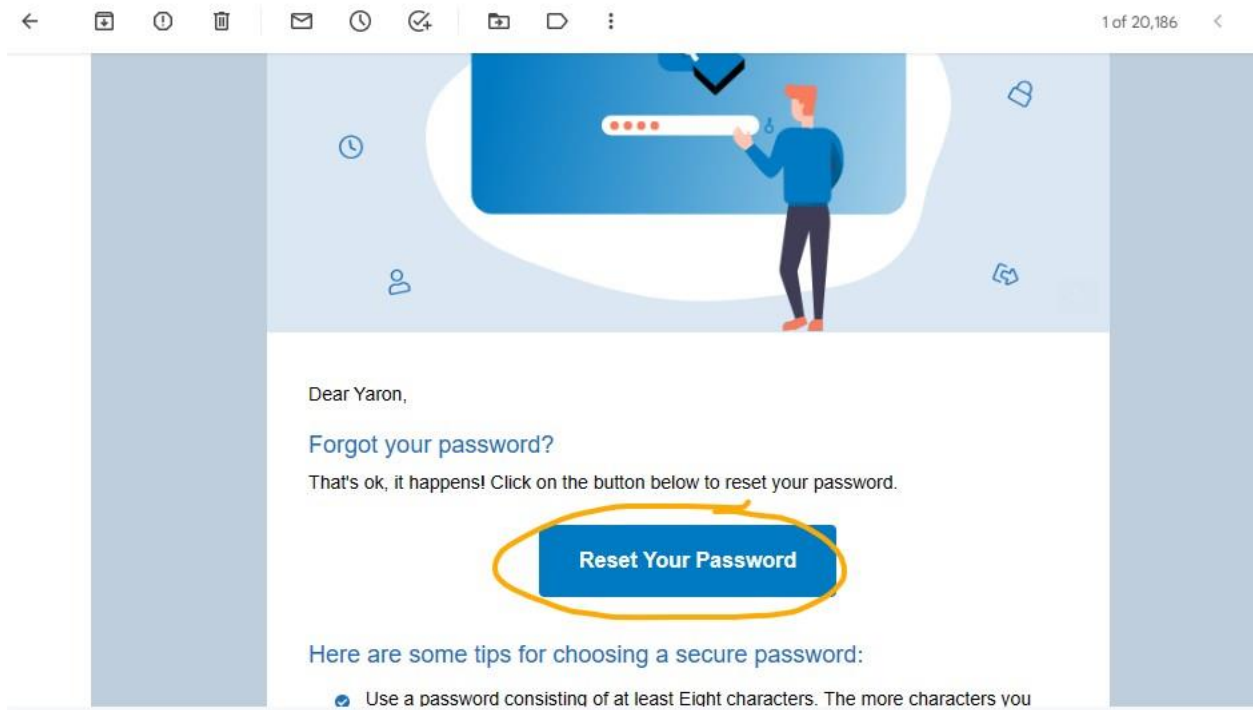 1 of 20,186
Dear Yaron,
Forgot your password?
That's ok, it happens! Click on the button below to reset your password.
Reset Your Password
Here are some tips for choosing a secure password:
Use a password consisting of at least Eight characters. The more characters you